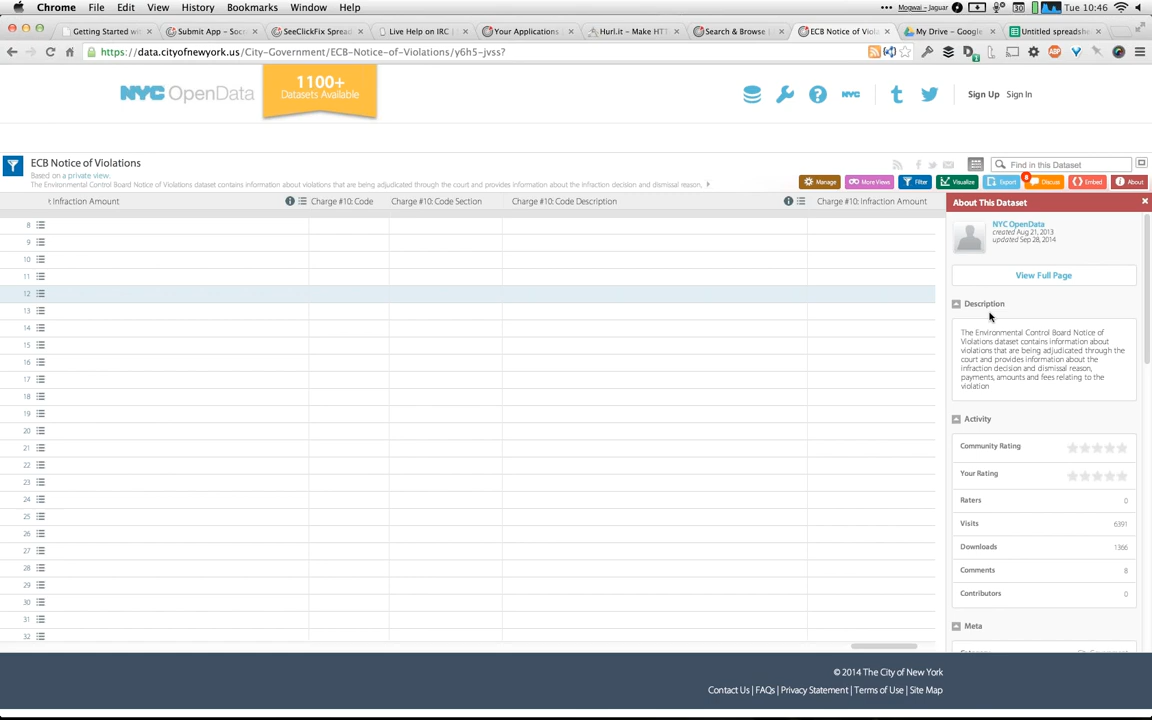 Chrome File Edit View History Bookmarks Window Help Mogwai – Jaguar 30 Tue 10:46
Getting Started wi Submit App - Socr SeeClickFix Spread Live Help on IRC | Your Applications | Hurl.it – Make HTT Search & Browse | ECB Notice of Viola My Drive – Google Untitled spreadshe
https://data.cityofnewyork.us/City-Government/ECB-Notice-of-Violations/y6h5-jvss?
NYC OpenData
1100+
Datasets Available
NYC
Sign Up Sign In
ECB Notice of Violations
Based on a private view:
The Environmental Control Board Notice of Violations dataset contains information about violations that are being adjudicated through the court and provides information about the infraction decision and dismissal reason,
Find in this Dataset
Manage More Views Filter Visualize Export 8 Discuss Embed About
t Infraction Amount Charge #10: Code Charge #10: Code Section Charge #10: Code Description Charge #10: Infraction Amount
8
9
10
11
12
13
14
15
16
17
18
19
20
21
22
23
24
25
26
27
28
29
30
31
32
About This Dataset
NYC OpenData
created Aug 21, 2013
updated Sep 28, 2014
View Full Page
Description
The Environmental Control Board Notice of
Violations dataset contains information about
violations that are being adjudicated through the
court and provides information about the
infraction decision and dismissal reason,
payments, amounts and fees relating to the
violation
Activity
Community Rating
Your Rating
Raters 0
Visits 6391
Downloads 1366
Comments 8
Contributors 0
Meta
© 2014 The City of New York
Contact Us | FAQs | Privacy Statement | Terms of Use | Site Map